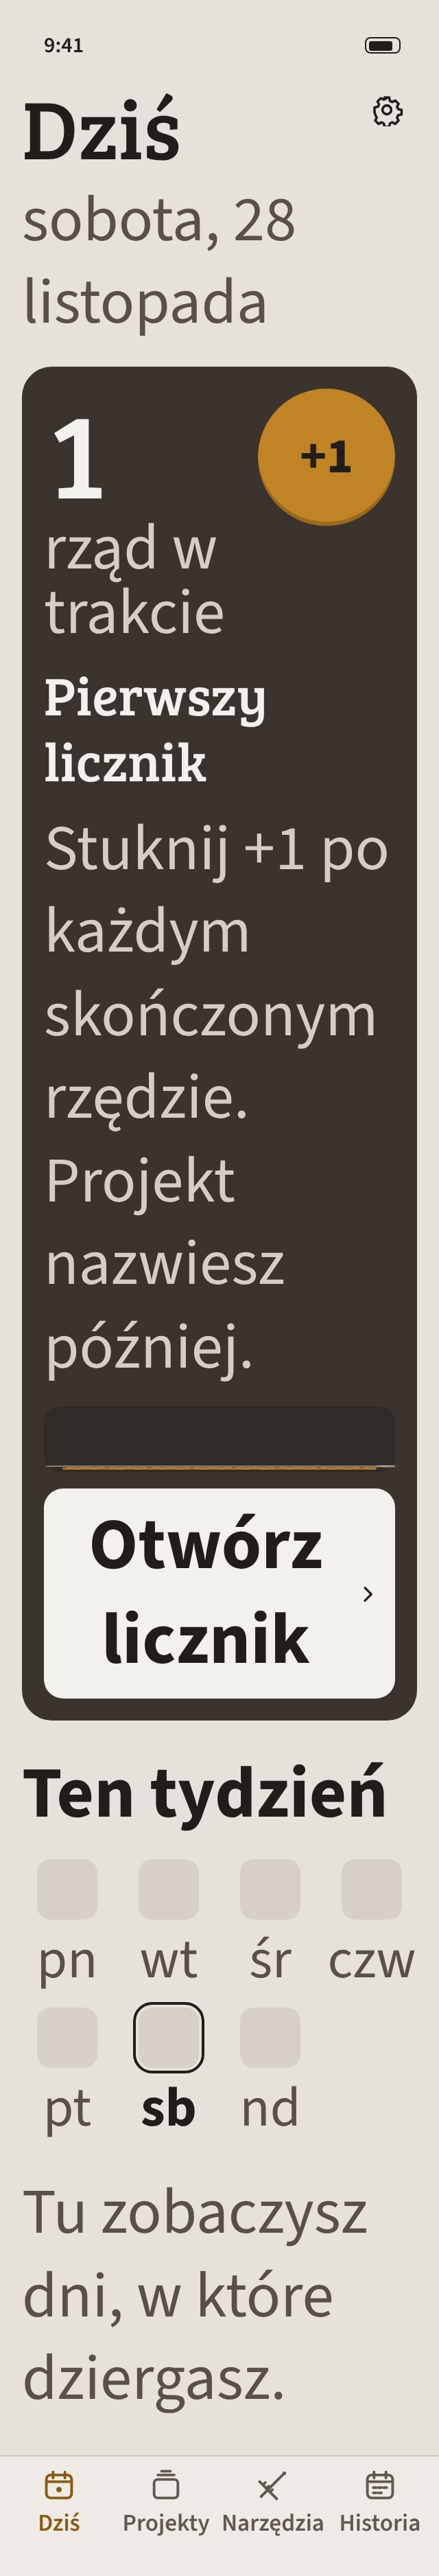 9:41
Dziś
sobota, 28
listopada
1
+1
rząd w
trakcie
Pierwszy
licznik
Stuknij +1 po
każdym
skończonym
rzędzie.
Projekt
nazwiesz
później.
Otwórz
licznik
Ten tydzień
pn wt śr czw
pt sb nd
Tu zobaczysz
dni, w które
dziergasz.
Dziś Projekty Narzędzia Historia